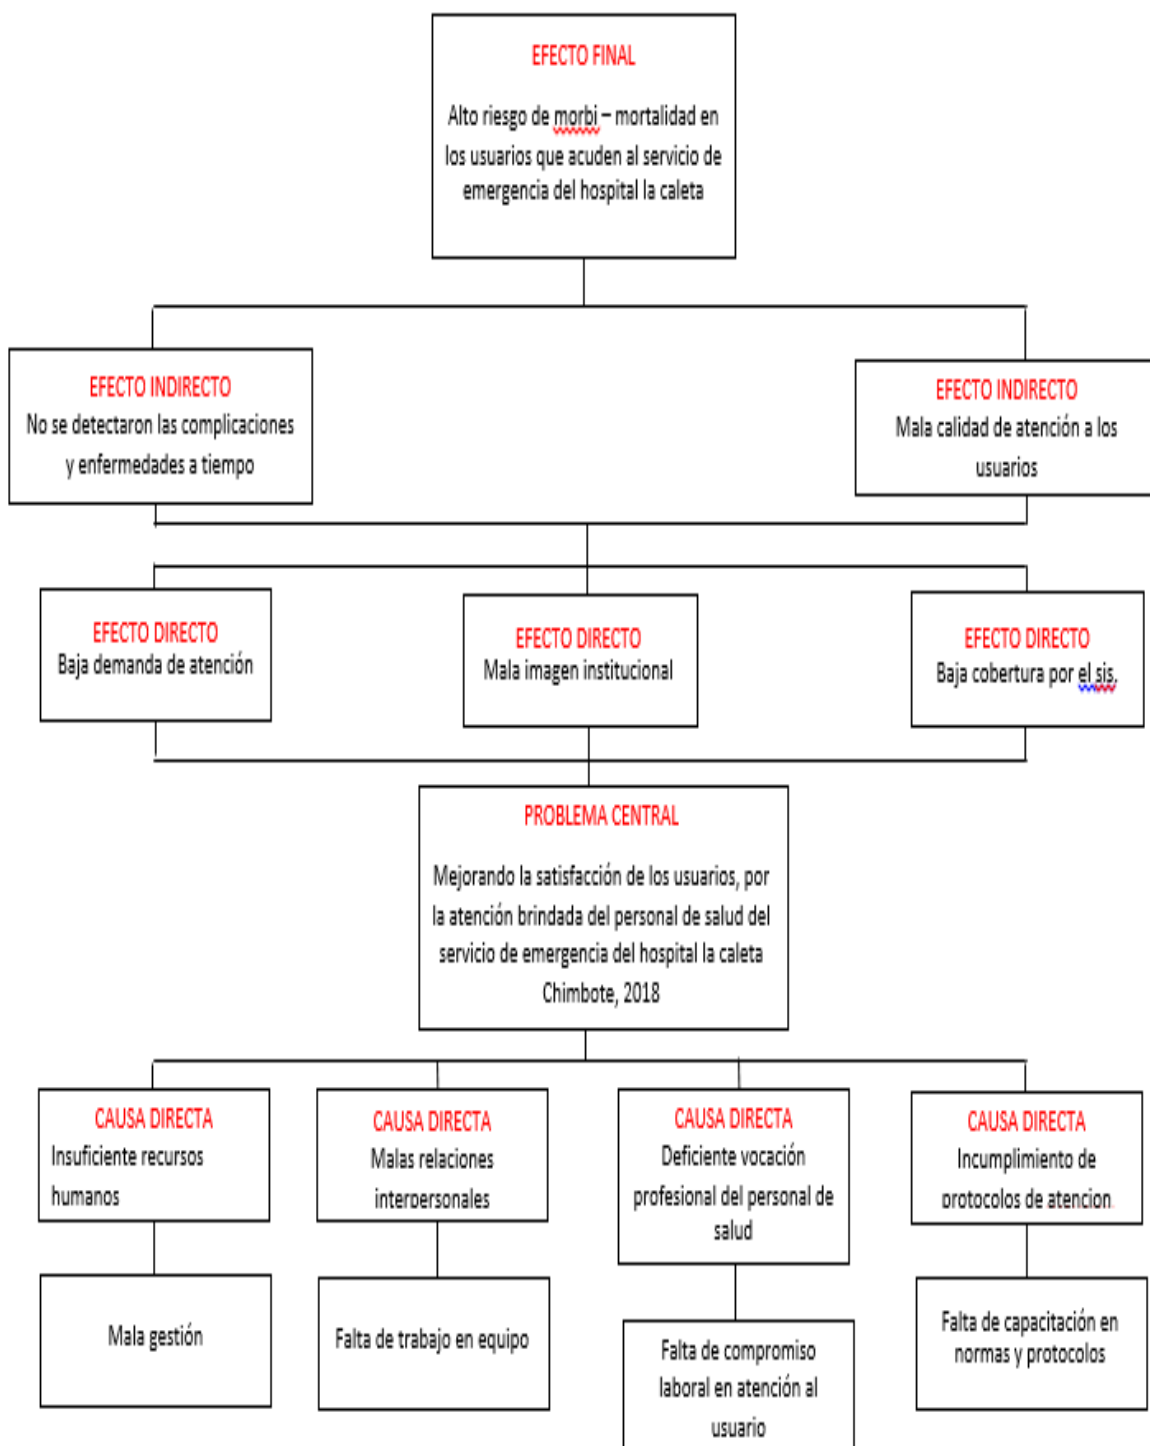 EFECTO FINAL
Alto riesgo de morbi – mortalidad en
los usuarios que acuden al servicio de
emergencia del hospital la caleta
EFECTO INDIRECTO
No se detectaron las complicaciones
y enfermedades a tiempo
EFECTO INDIRECTO
Mala calidad de atención a los
usuarios
EFECTO DIRECTO
Baja demanda de atención
EFECTO DIRECTO
Mala imagen institucional
EFECTO DIRECTO
Baja cobertura por el sis.
PROBLEMA CENTRAL
Mejorando la satisfacción de los usuarios, por
la atención brindada del personal de salud del
servicio de emergencia del hospital la caleta
Chimbote, 2018
CAUSA DIRECTA
Insuficiente recursos
humanos
CAUSA DIRECTA
Malas relaciones
interpersonales
CAUSA DIRECTA
Deficiente vocación
profesional del personal de
salud
CAUSA DIRECTA
Incumplimiento de
protocolos de atencion
Mala gestión
Falta de trabajo en equipo
Falta de compromiso
laboral en atención al
usuario
Falta de capacitación en
normas y protocolos